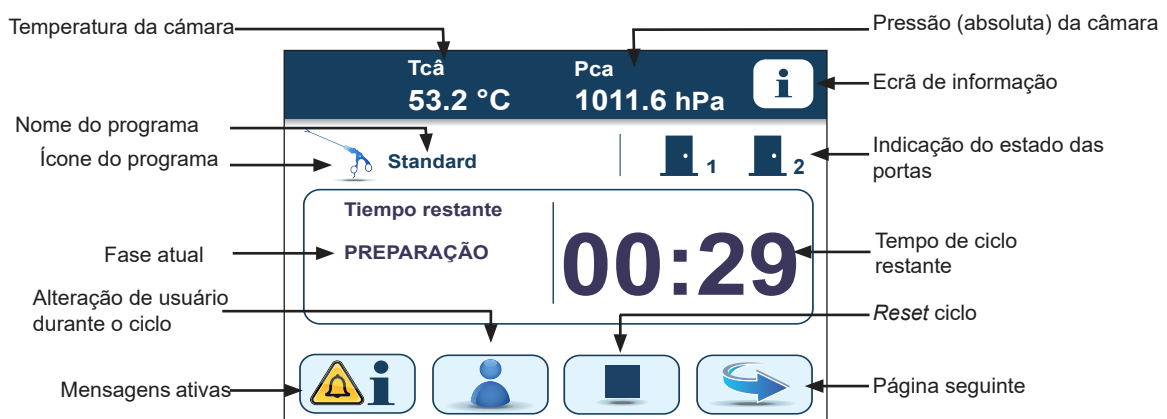 Temperatura da cámara
Pressão (absoluta) da câmara
Tcâ
53.2 °C
Pca
1011.6 hPa
i
Ecrã de informação
Nome do programa
Ícone do programa
Standard
1
2
Indicação do estado das
portas
Tiempo restante
PREPARAÇÃO
00:29
Fase atual
Tempo de ciclo
restante
Alteração de usuário
durante o ciclo
Reset ciclo
Mensagens ativas
i
Página seguinte